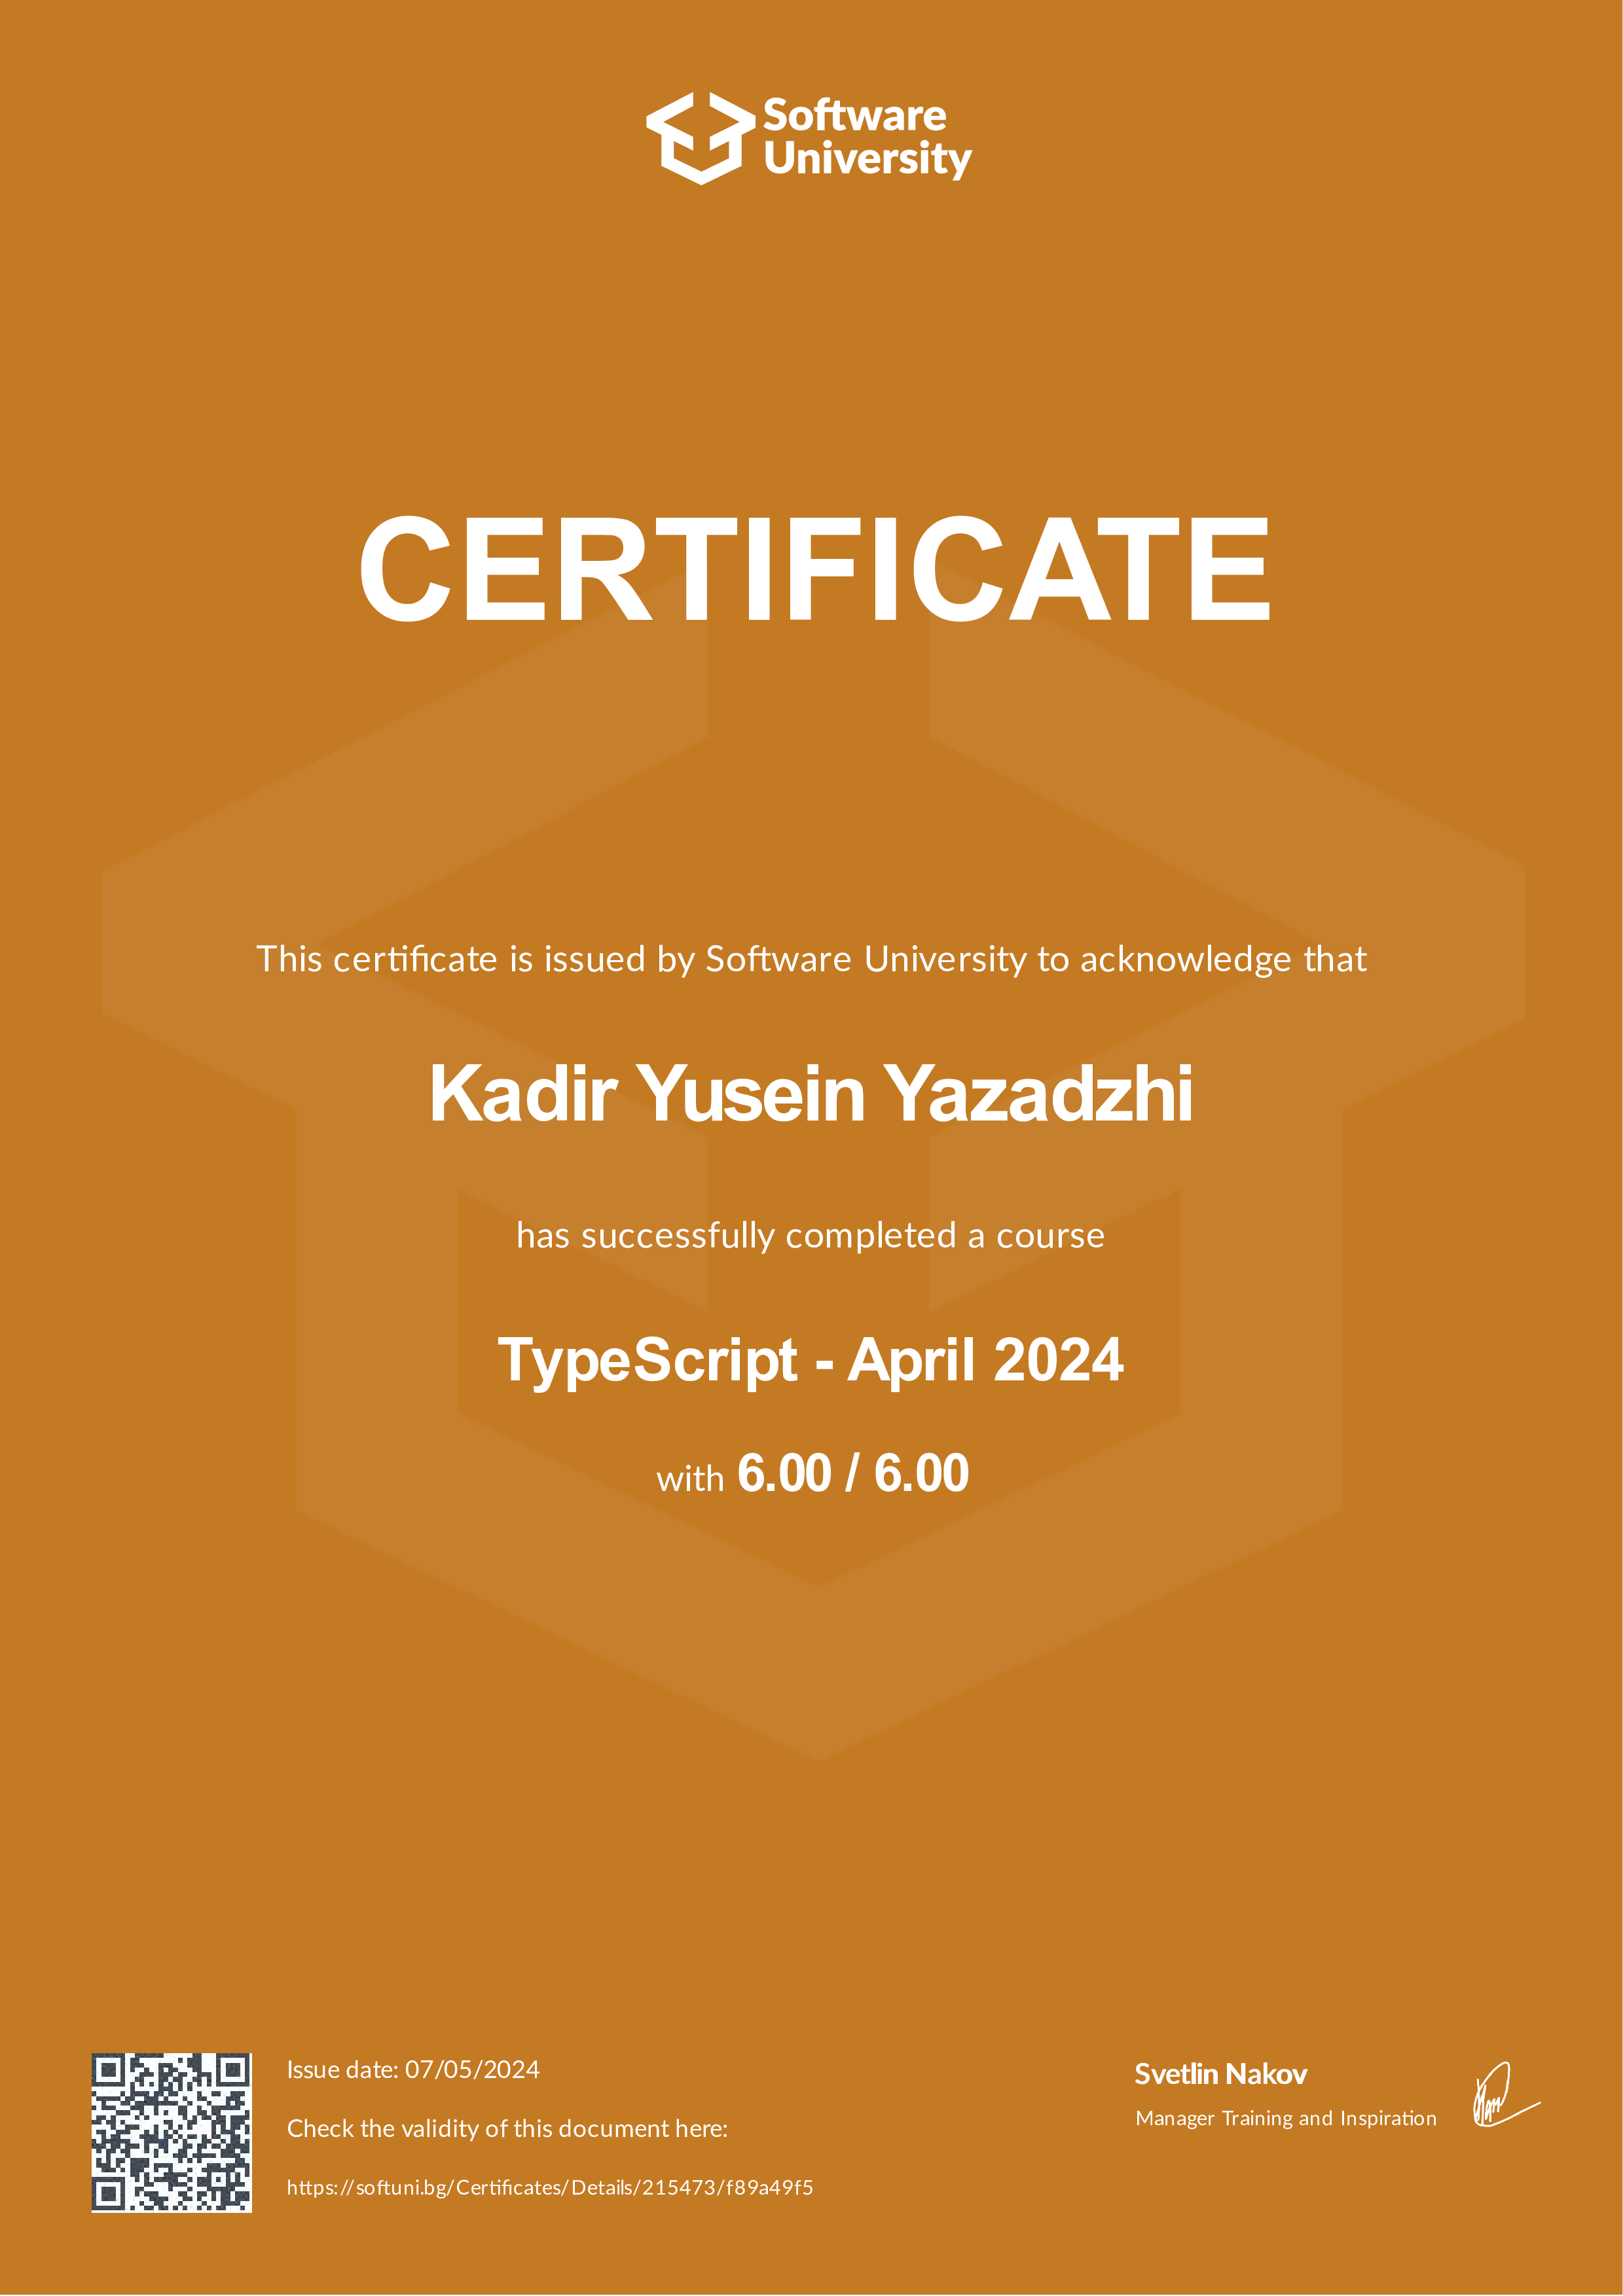 Software
University
CERTIFICATE
This certificate is issued by Software University to acknowledge that
Kadir Yusein Yazadzhi
has successfully completed a course
TypeScript - April 2024
with 6.00 / 6.00
Issue date: 07/05/2024
Check the validity of this document here:
https://softuni.bg/Certificates/Details/215473/f89a49f5
Svetlin Nakov
Manager Training and Inspiration